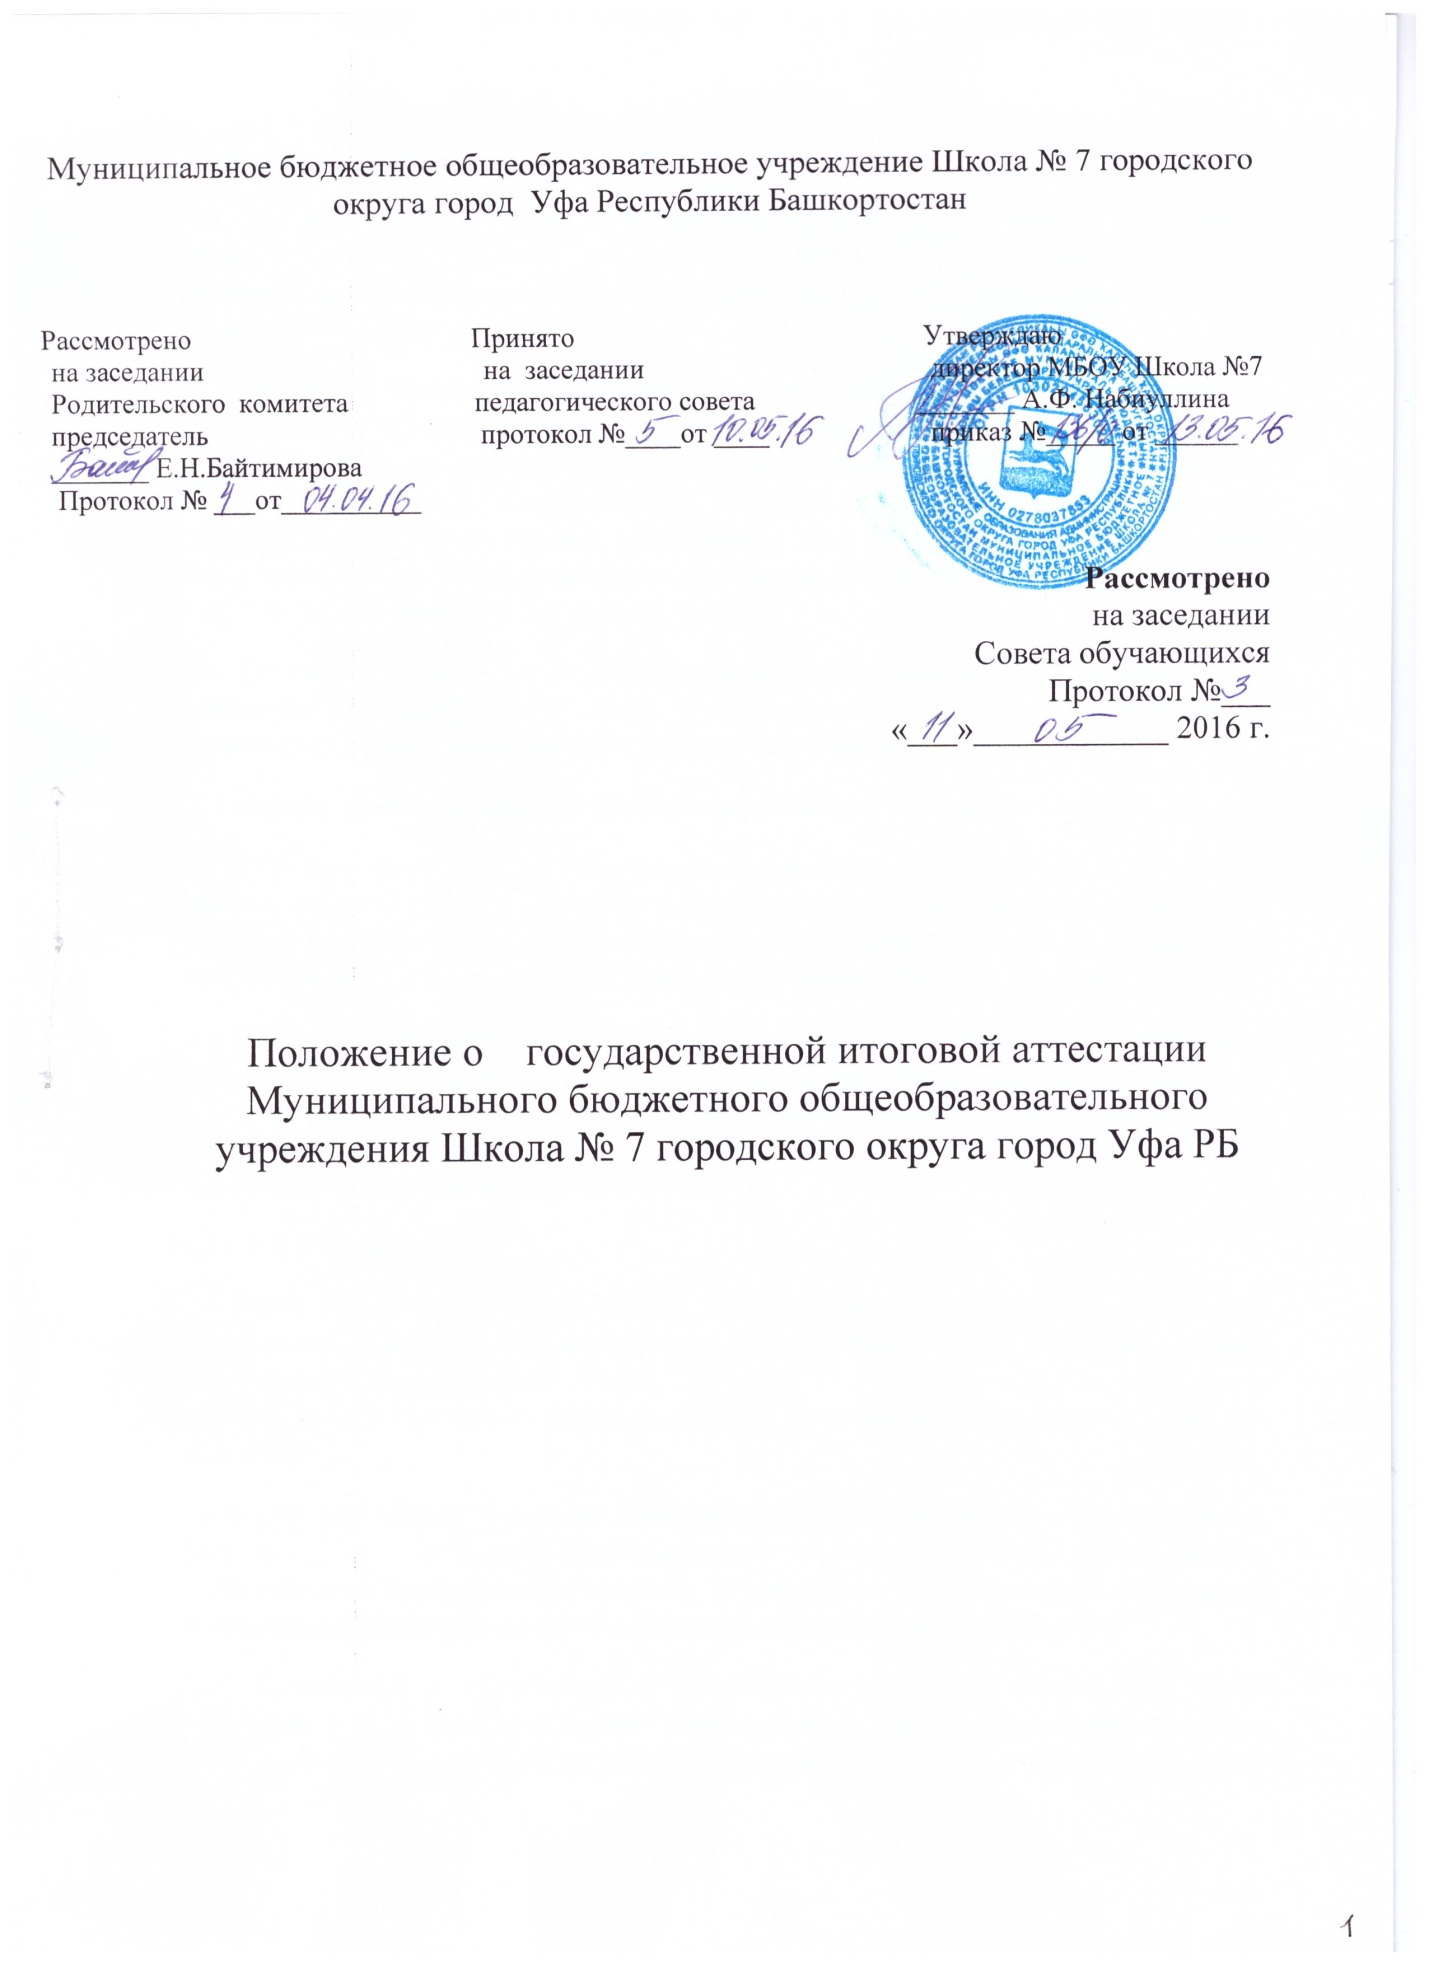 Муниципальное бюджетное общеобразовательное учреждение Школа № 7 городского
округа город Уфа Республики Башкортостан
Рассмотрено
на заседании
Родительского комитета
председатель
________ Е.Н.Байтимирова
Протокол № 4 от 04.04.16
Принято
на заседании
педагогического совета
протокол № 5 от 10.05.16
Утверждаю
директор МБОУ Школа №7
________ А.Ф. Набиуллина
приказ № от 13.05.16
ИНН 0278037853
Рассмотрено
на заседании
Совета обучающихся
Протокол № 3
« 11 » 05 2016 г.
Положение о государственной итоговой аттестации
Муниципального бюджетного общеобразовательного
учреждения Школа № 7 городского округа город Уфа РБ
1